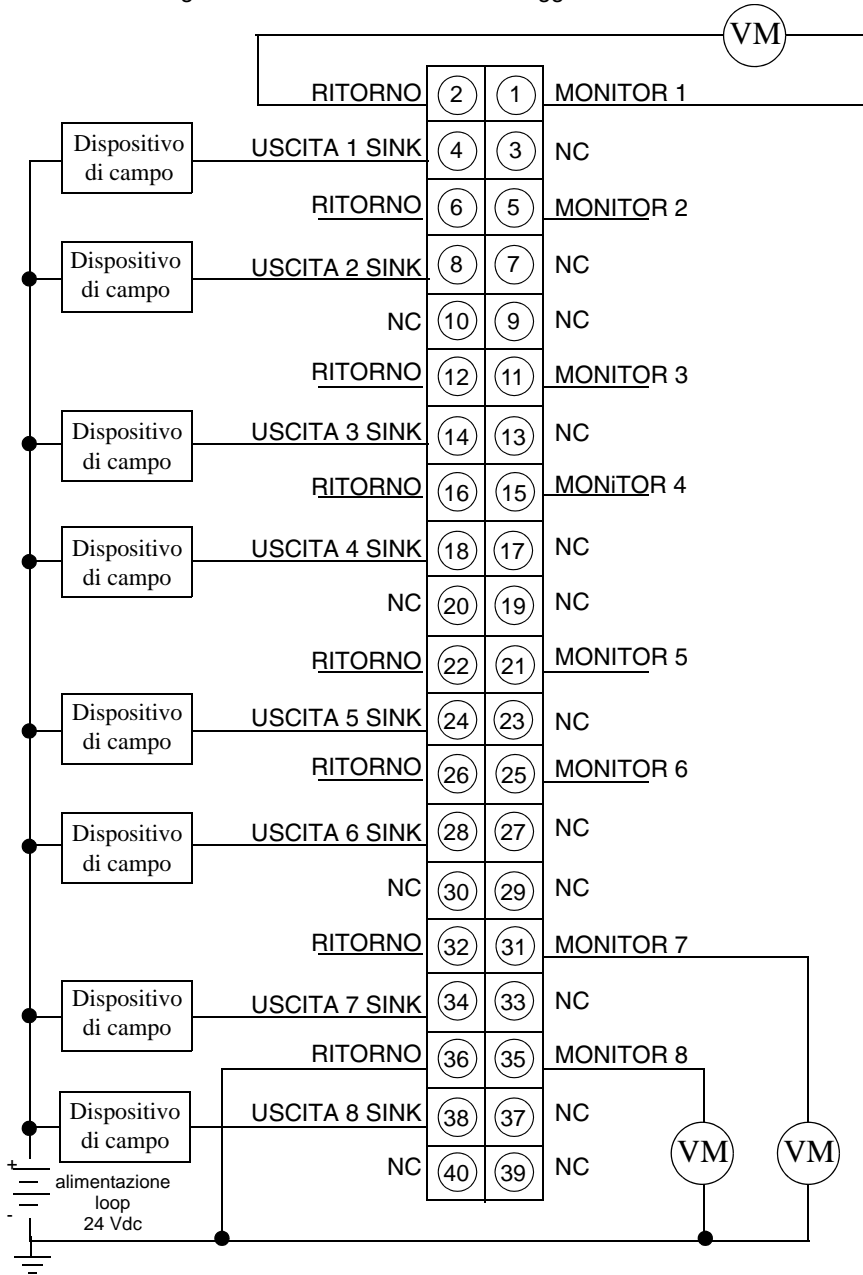 VM
RITORNO 2 1 MONITOR 1
Dispositivo
di campo
USCITA 1 SINK 4 3 NC
RITORNO 6 5 MONITOR 2
Dispositivo
di campo
USCITA 2 SINK 8 7 NC
NC 10 9 NC
RITORNO 12 11 MONITOR 3
Dispositivo
di campo
USCITA 3 SINK 14 13 NC
RITORNO 16 15 MONiTOR 4
Dispositivo
di campo
USCITA 4 SINK 18 17 NC
NC 20 19 NC
RITORNO 22 21 MONITOR 5
Dispositivo
di campo
USCITA 5 SINK 24 23 NC
RITORNO 26 25 MONITOR 6
Dispositivo
di campo
USCITA 6 SINK 28 27 NC
NC 30 29 NC
RITORNO 32 31 MONITOR 7
Dispositivo
di campo
USCITA 7 SINK 34 33 NC
RITORNO 36 35 MONITOR 8
Dispositivo
di campo
USCITA 8 SINK 38 37 NC
VM VM
NC 40 39 NC
+
alimentazione
loop
24 Vdc
-